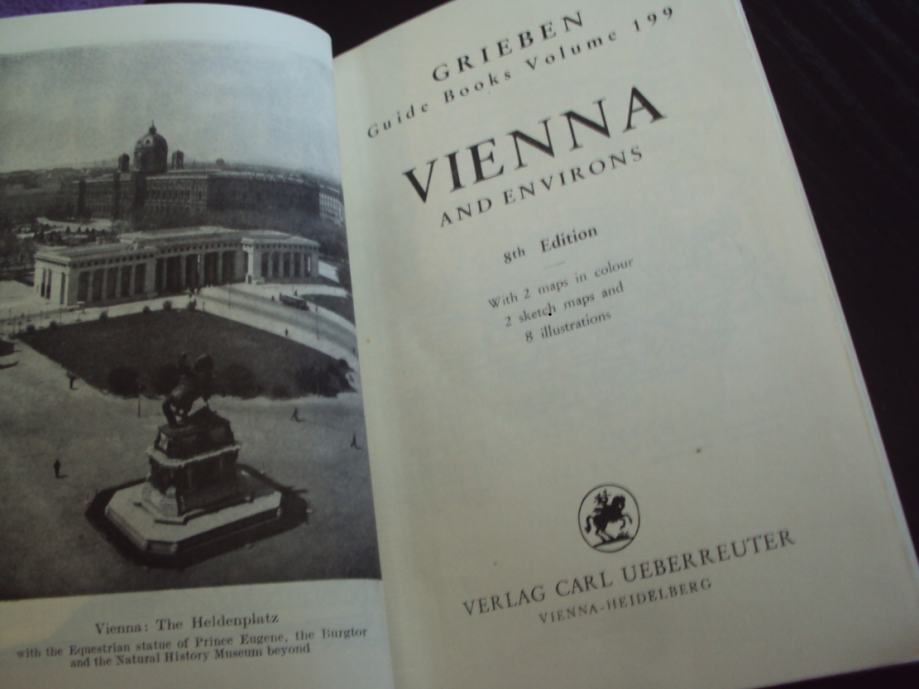 Vienna: The Heldenplatz
with the Equestrian statue of Prince Eugene, the Burgtor
and the Natural History Museum beyond
GRIEBEN
Guide Books Volume 199
VIENNA
AND ENVIRONS
8th Edition
With 2 maps in colour
2 sketch maps and
8 illustrations
VERLAG CARL UEBERREUTER
VIENNA-HEIDELBERG